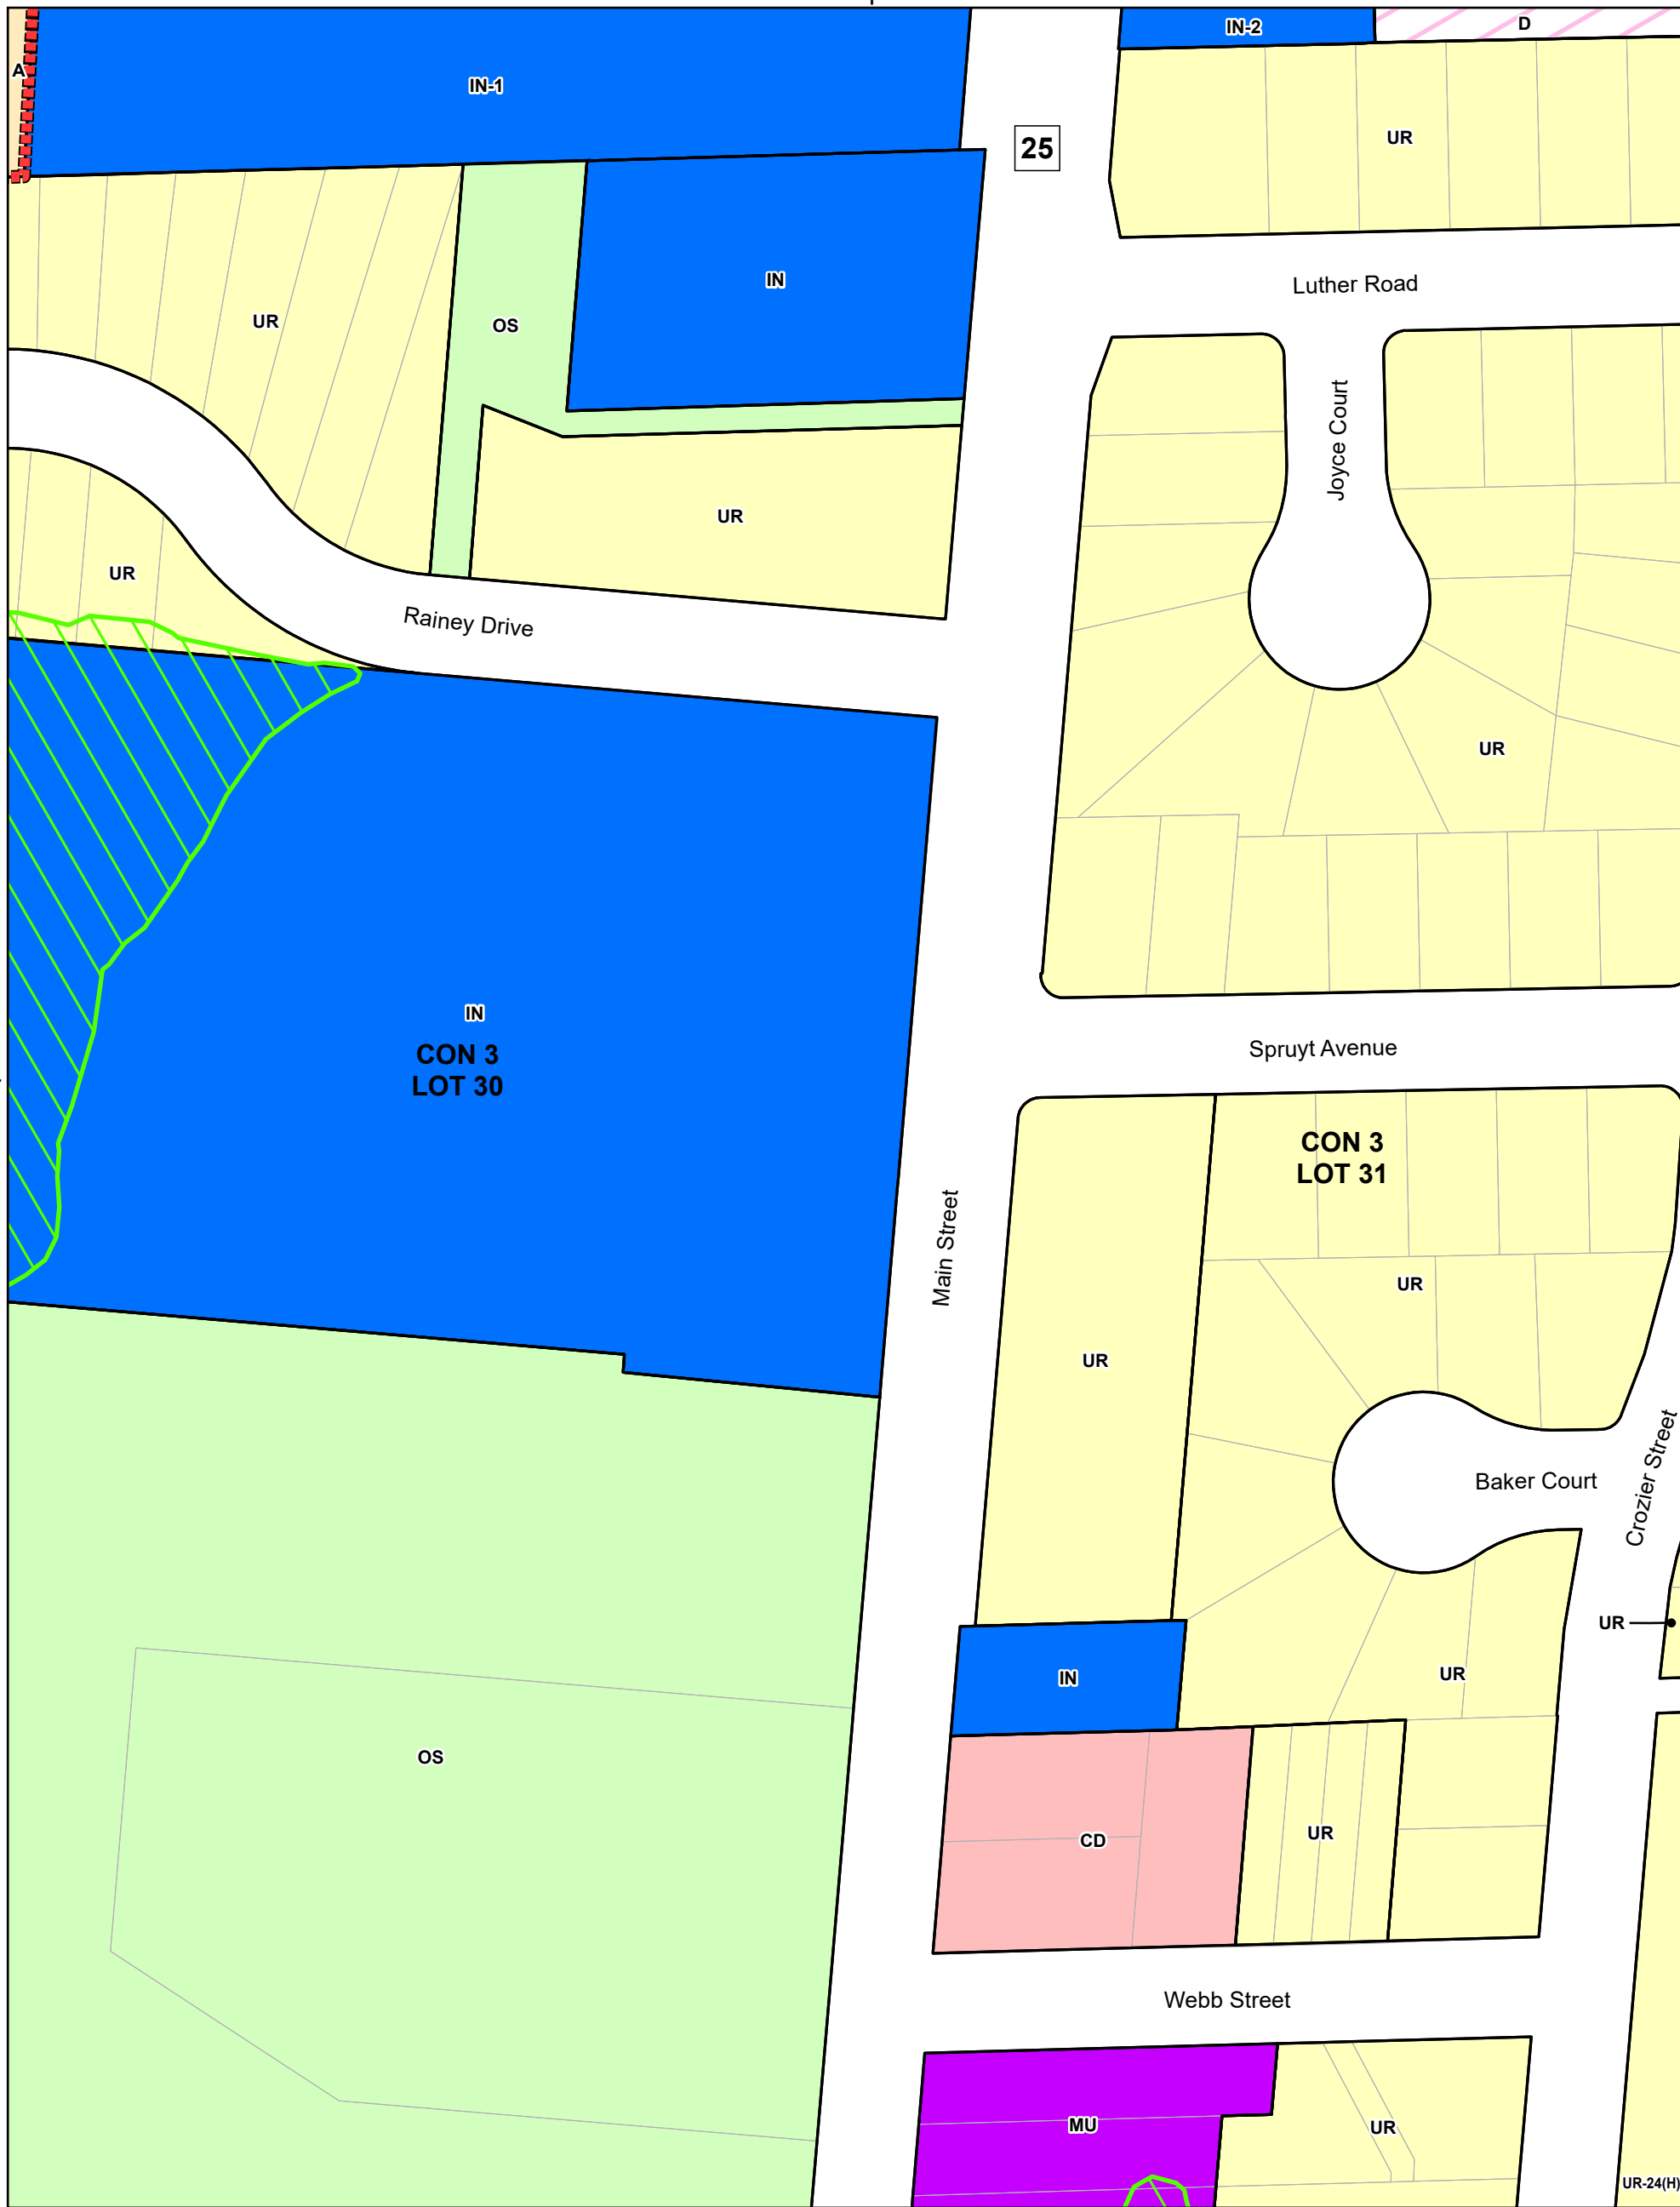 IN-2
D
A
IN-1
UR
25
IN
Luther Road
UR
OS
Joyce Court
UR
UR
Rainey Drive
UR
IN
CON 3
LOT 30
Spruyt Avenue
CON 3
LOT 31
Main Street
UR
UR
Baker Court
Crozier Street
UR
IN
UR
OS
CD
UR
Webb Street
MU
UR
UR-24(H)